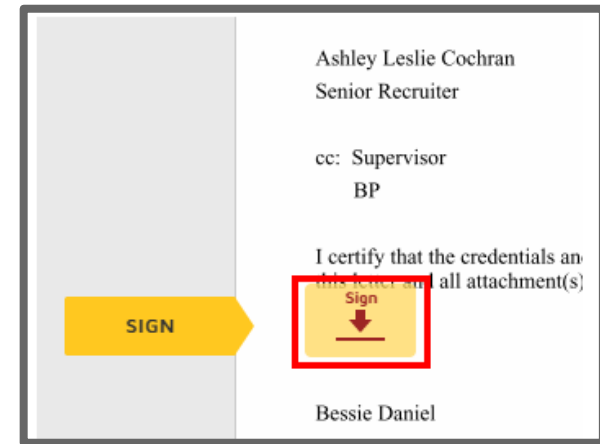 Ashley Leslie Cochran
Senior Recruiter
cc: Supervisor
BP
I certify that the credentials an
this letter and all attachment(s)
Sign
SIGN
Bessie Daniel